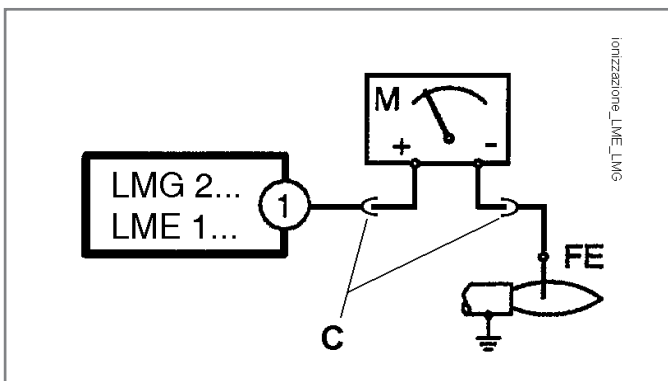 ionizzazione_LME_LMG
M
+ -
LMG 2...
LME 1...
1
FE
C